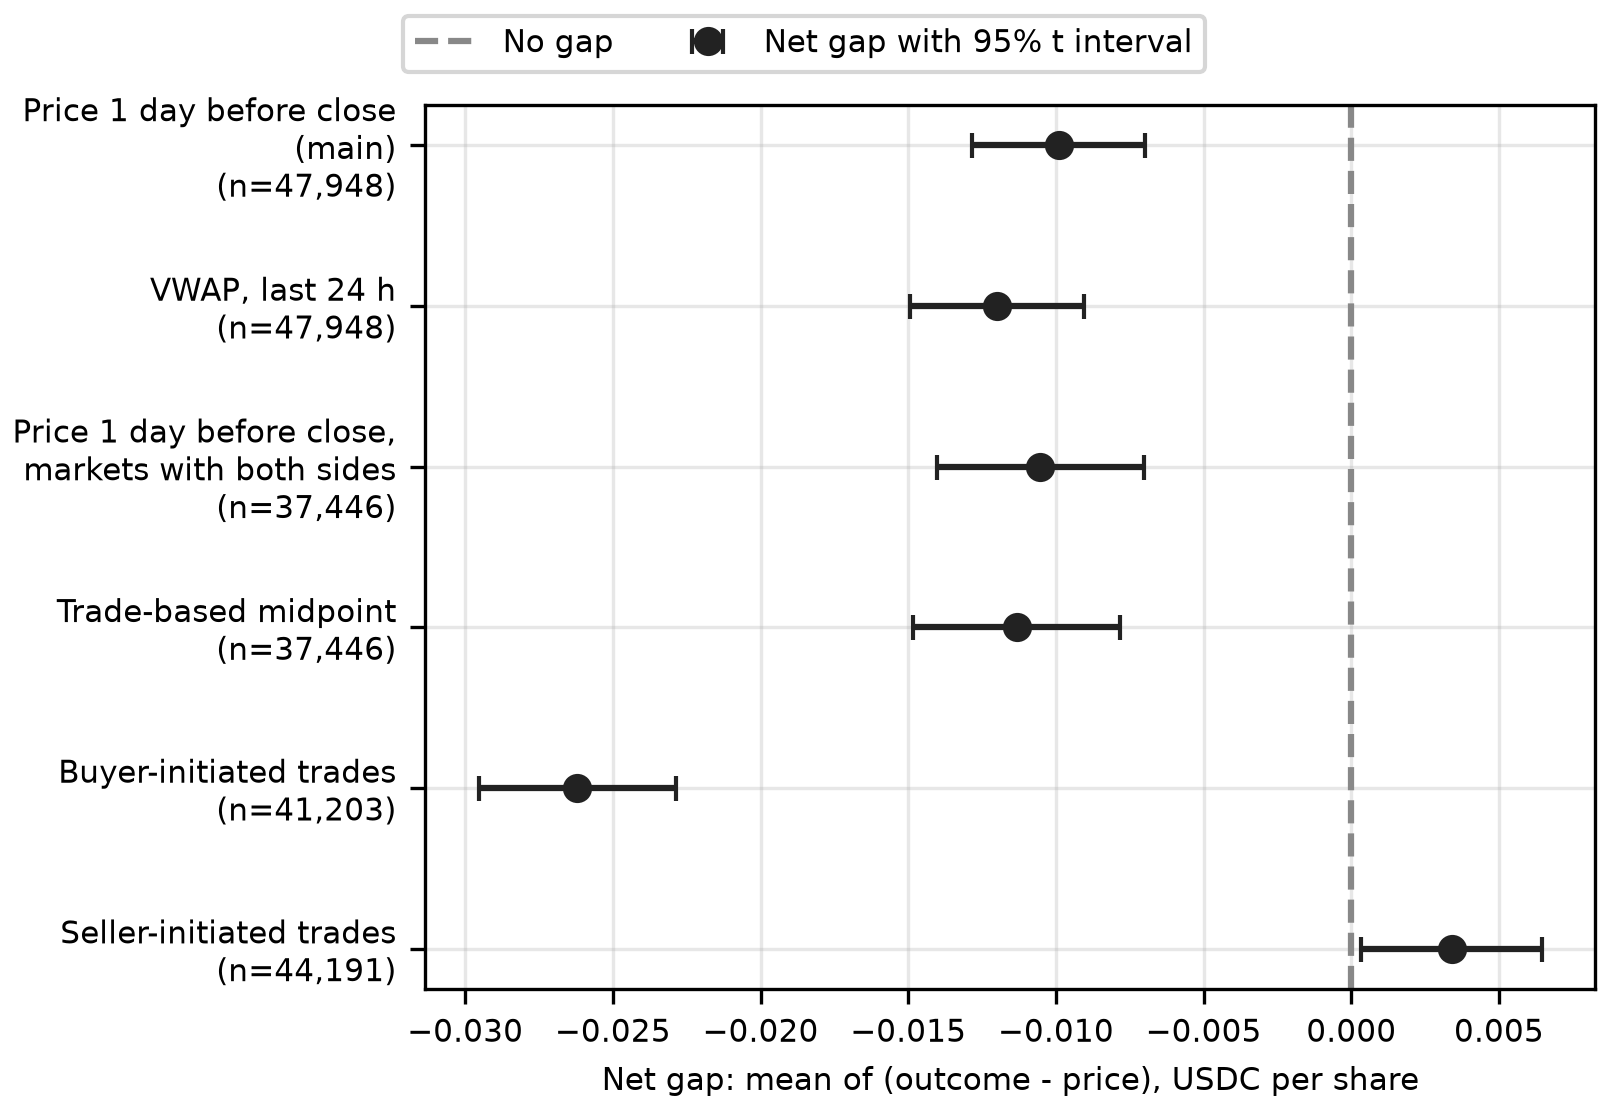 No gap
Net gap with 95% t interval
Price 1 day before close
(main)
(n=47,948)
VWAP, last 24 h
(n=47,948)
Price 1 day before close,
markets with both sides
(n=37,446)
Trade-based midpoint
(n=37,446)
Buyer-initiated trades
(n=41,203)
Seller-initiated trades
(n=44,191)
−0.030 −0.025 −0.020 −0.015 −0.010 −0.005 0.000 0.005
Net gap: mean of (outcome - price), USDC per share